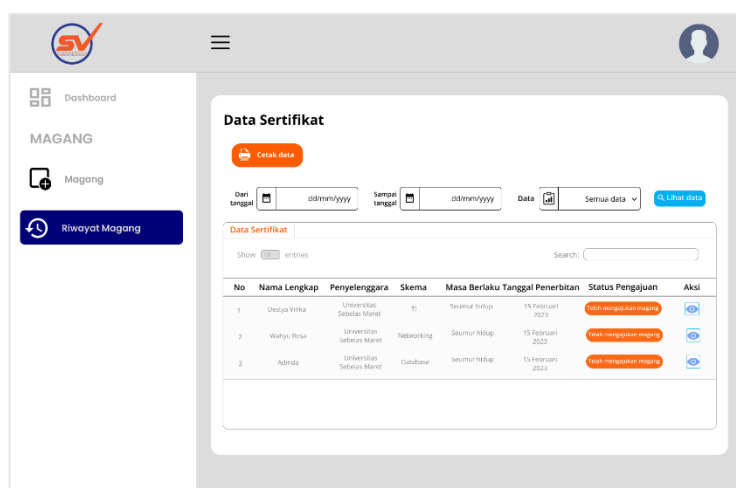 SV
Dashboard
MAGANG
Magang
Riwayat Magang
Data Sertifikat
Cetak data
Dari tanggal dd/mm/yyyy Sampai tanggal dd/mm/yyyy Data Semua data Lihat data
Data Sertifikat
Show 10 entries Search:
No Nama Lengkap Penyelenggara Skema Masa Berlaku Tanggal Penerbitan Status Pengajuan Aksi
1 Destya Virka Universitas Sebelas Maret TI Seumur hidup 15 Februari 2023 Telah mengajukan magang
2 Wahyu Rosa Universitas Sebelas Maret Networking Seumur hidup 15 Februari 2023 Telah mengajukan magang
3 Adinda Universitas Sebelas Maret Database Seumur hidup 15 Februari 2023 Telah mengajukan magang